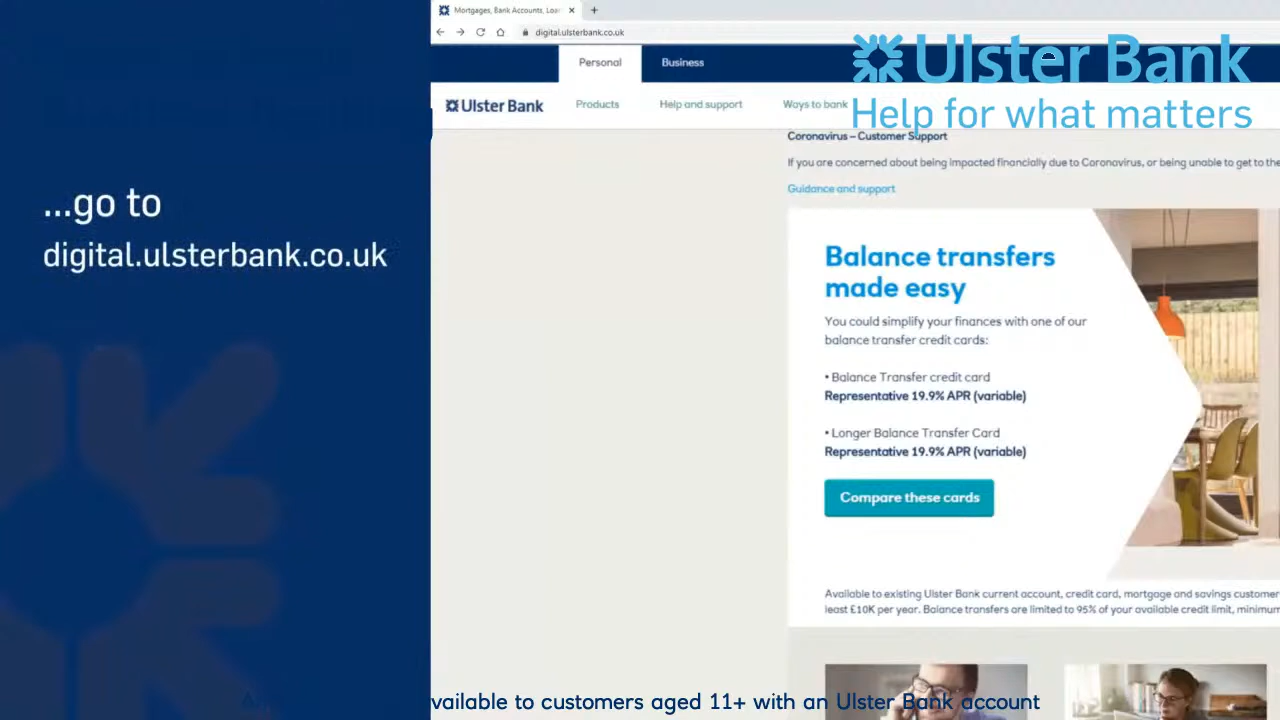 Mortgages, Bank Accounts, Loa
digital.ulsterbank.co.uk
Personal
Business
Ulster Bank
Products
Help and support
Ways to bank
Ulster Bank
Help for what matters
...go to
digital.ulsterbank.co.uk
Coronavirus – Customer Support
If you are concerned about being impacted financially due to Coronavirus, or being unable to get to the
Guidance and support
Balance transfers
made easy
You could simplify your finances with one of our
balance transfer credit cards:
• Balance Transfer credit card
Representative 19.9% APR (variable)
• Longer Balance Transfer Card
Representative 19.9% APR (variable)
Compare these cards
Available to existing Ulster Bank current account, credit card, mortgage and savings customer
least £10K per year. Balance transfers are limited to 95% of your available credit limit, minimum
vailable to customers aged 11+ with an Ulster Bank account